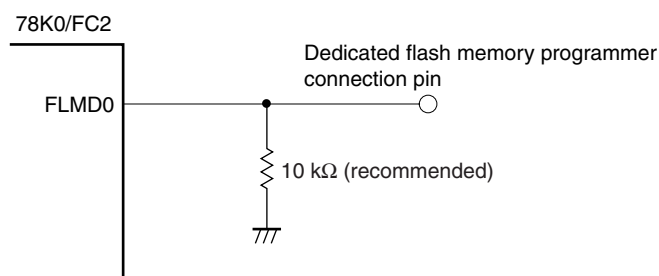 78K0/FC2
Dedicated flash memory programmer
connection pin
FLMD0
10 kΩ (recommended)